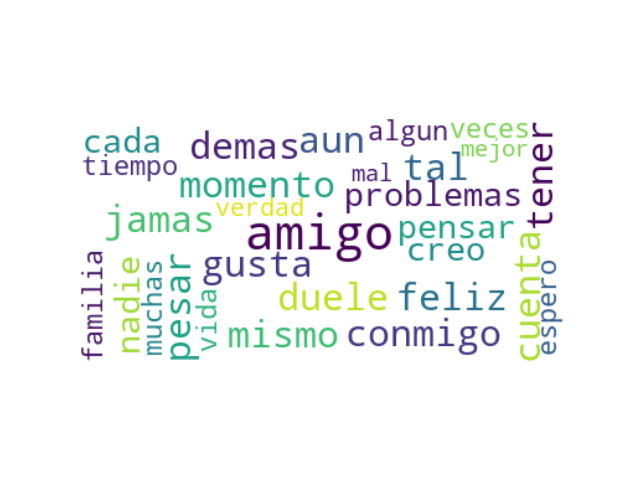 cada
demas
aun
algun
veces
tiempo
mejor
momento
mal
tal
tener
problemas
jamas
verdad
amigo
pensar
creo
gusta
familia
nadie
muchas
pesar
vida
duele
feliz
mismo
conmigo
cuenta
espero